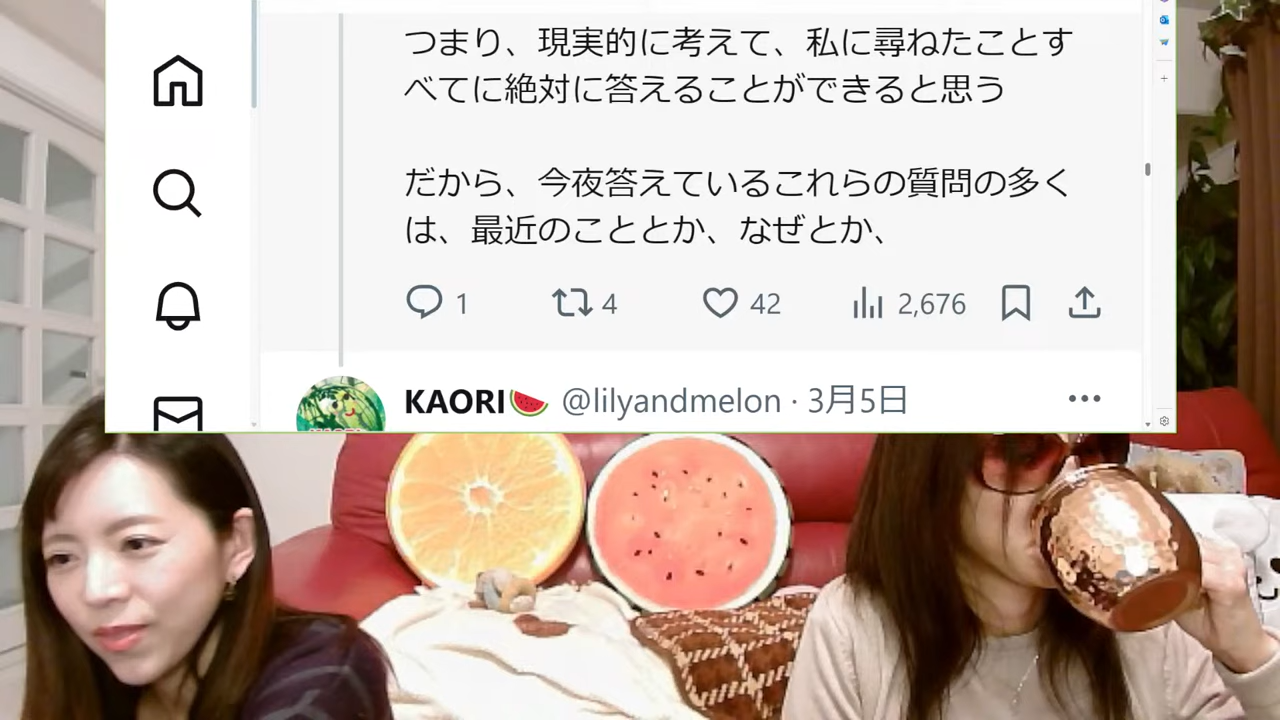 つまり、現実的に考えて、私に尋ねたことす
べてに絶対に答えることができると思う
だから、今夜答えているこれらの質問の多く
は、最近のこととか、なぜとか、
1 4 42 2,676
KAORI🍉 @lilyandmelon · 3月5日